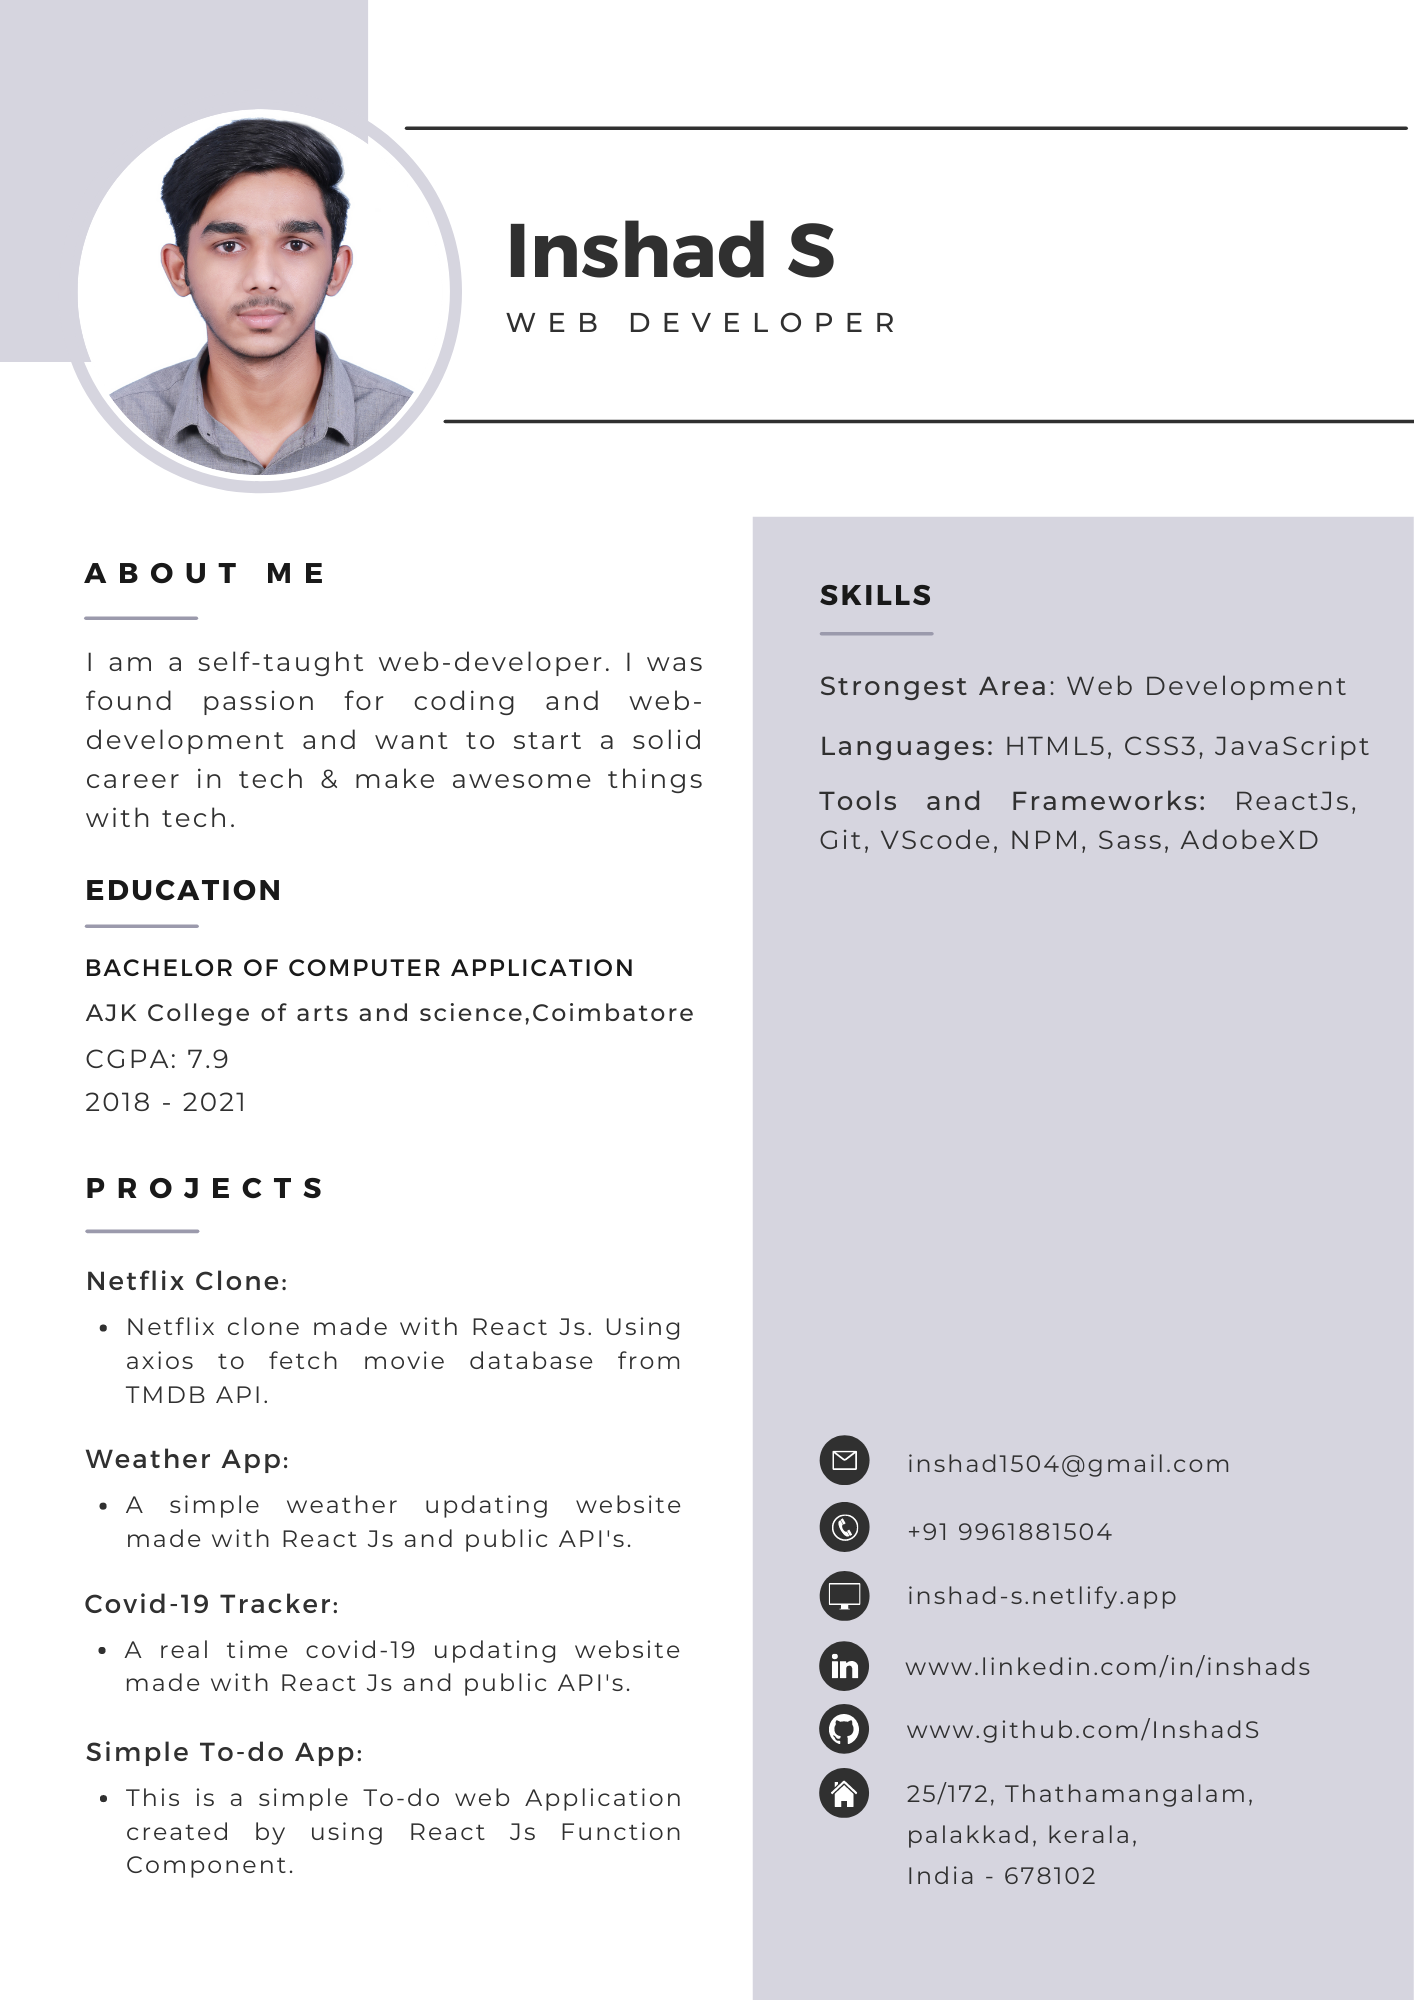 Inshad S
WEB DEVELOPER
ABOUT ME
I am a self-taught web-developer. I was
found passion for coding and web-
development and want to start a solid
career in tech & make awesome things
with tech.
EDUCATION
BACHELOR OF COMPUTER APPLICATION
AJK College of arts and science,Coimbatore
CGPA: 7.9
2018 - 2021
PROJECTS
Netflix Clone:
• Netflix clone made with React Js. Using
axios to fetch movie database from
TMDB API.
Weather App:
• A simple weather updating website
made with React Js and public API's.
Covid-19 Tracker:
• A real time covid-19 updating website
made with React Js and public API's.
Simple To-do App:
• This is a simple To-do web Application
created by using React Js Function
Component.
SKILLS
Strongest Area: Web Development
Languages: HTML5, CSS3, JavaScript
Tools and Frameworks: ReactJs,
Git, VScode, NPM, Sass, AdobeXD
inshad1504@gmail.com
+91 9961881504
inshad-s.netlify.app
www.linkedin.com/in/inshads
www.github.com/InshadS
25/172, Thathamangalam,
palakkad, kerala,
India - 678102